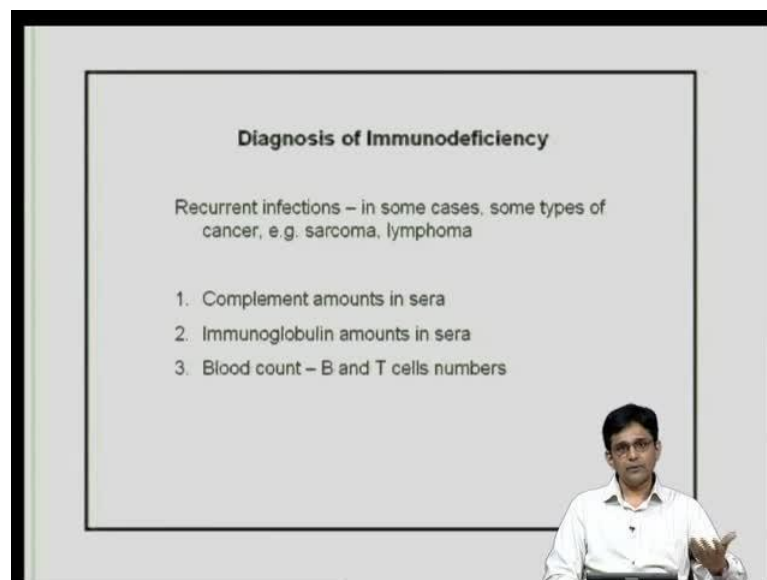 Diagnosis of Immunodeficiency
Recurrent infections – in some cases, some types of
cancer, e.g. sarcoma, lymphoma
1. Complement amounts in sera
2. Immunoglobulin amounts in sera
3. Blood count – B and T cells numbers